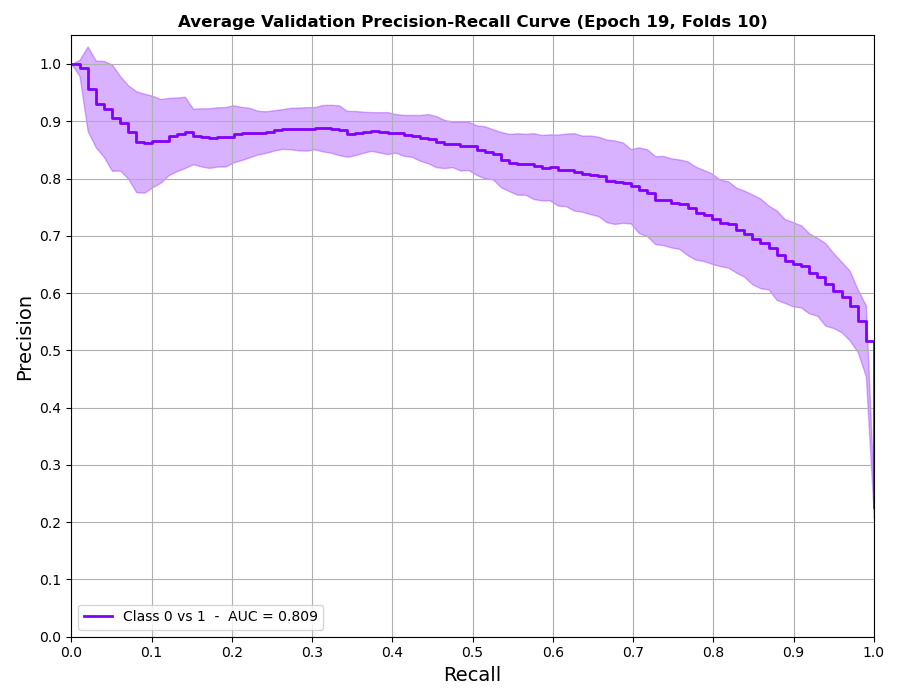 Average Validation Precision-Recall Curve (Epoch 19, Folds 10)
Precision
1.0
0.9
0.8
0.7
0.6
0.5
0.4
0.3
0.2
0.1
0.0
Class 0 vs 1 - AUC = 0.809
0.0 0.1 0.2 0.3 0.4 0.5 0.6 0.7 0.8 0.9 1.0
Recall